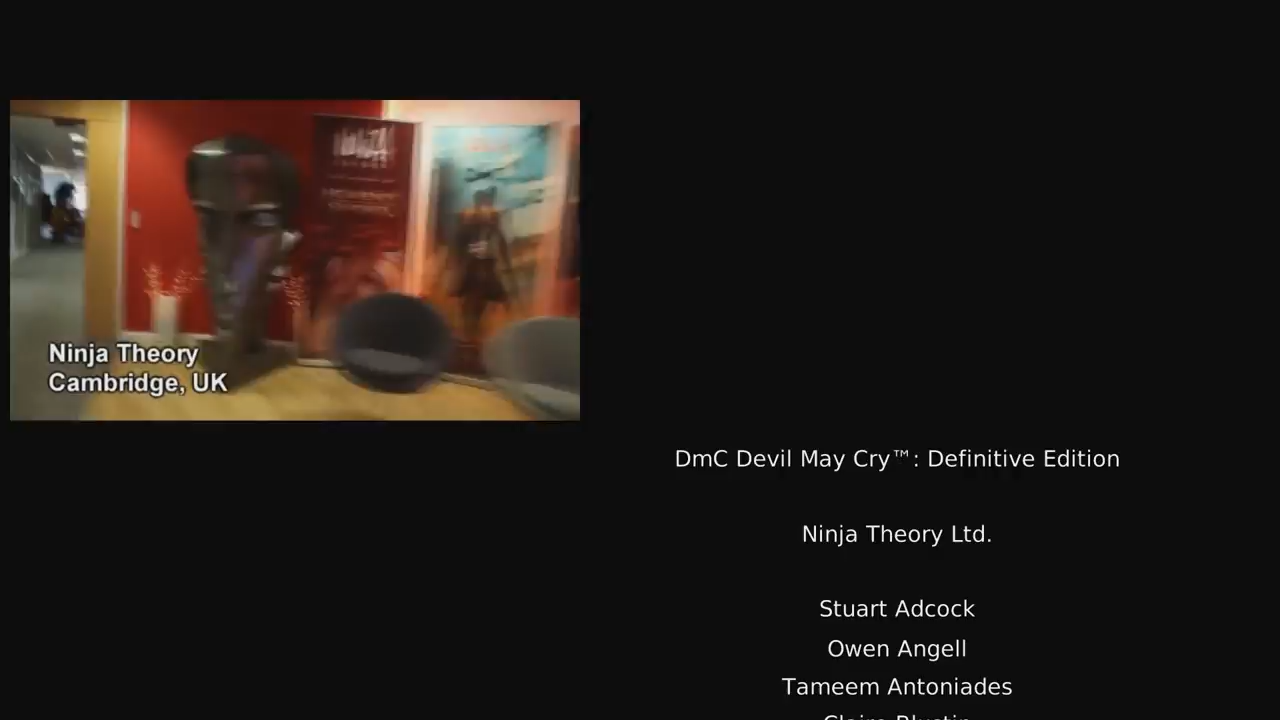 Ninja Theory
Cambridge, UK
DmC Devil May Cry™: Definitive Edition
Ninja Theory Ltd.
Stuart Adcock
Owen Angell
Tameem Antoniades